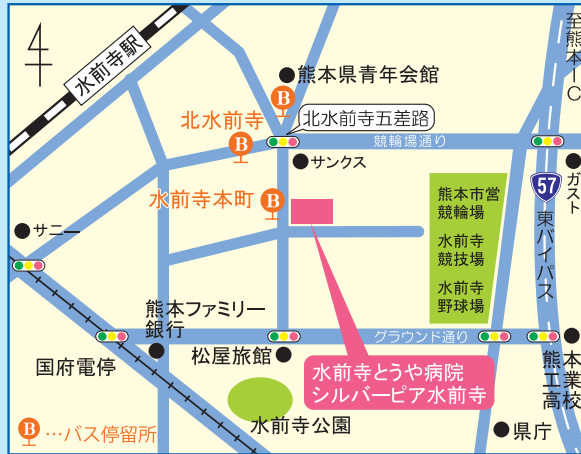 至熊本IC
水前寺駅
熊本県青年会館
B
北水前寺
B
北水前寺五差路
競輪場通り
サンクス
ガスト
57
東バイパス
水前寺本町
B
熊本市営
競輪場
水前寺
競技場
水前寺
野球場
サニー
熊本ファミリー
銀行
グラウンド通り
国府電停
松屋旅館
水前寺とうや病院
シルバーピア水前寺
熊本
工業
高校
水前寺公園
県庁
B…バス停留所